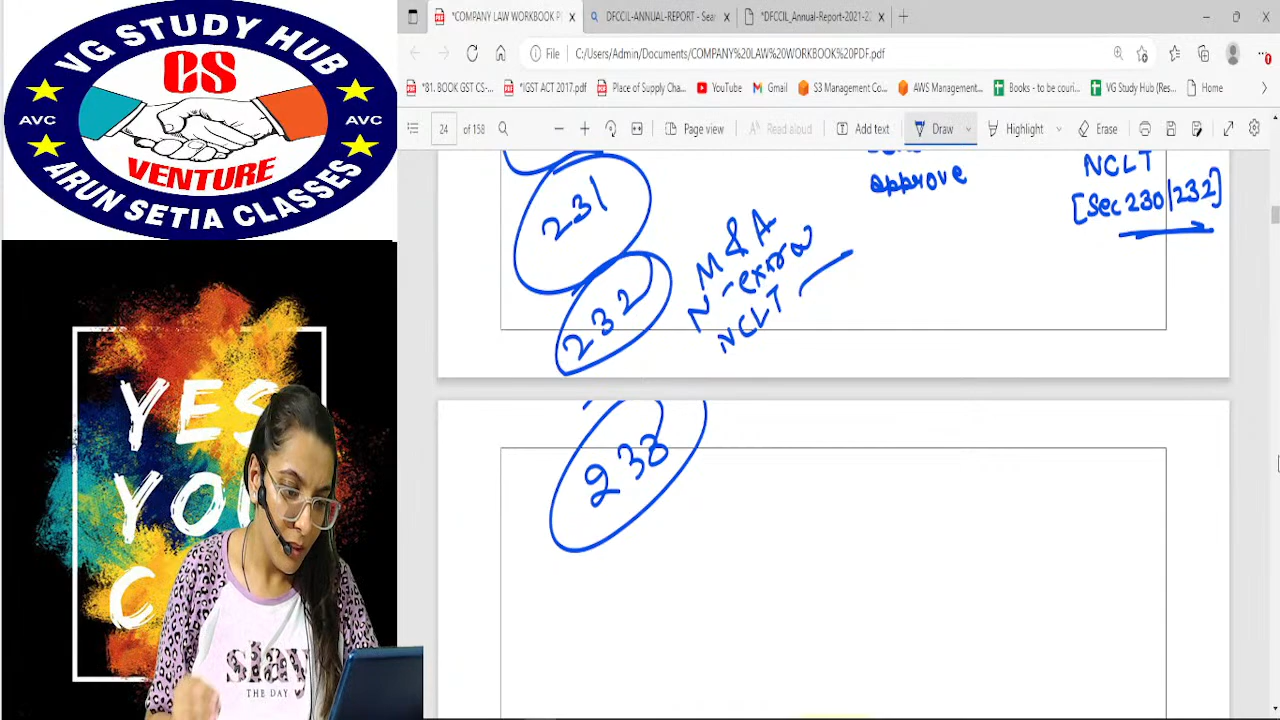 VG STUDY HUB
CS
AVC
AVC
VENTURE
ARUN SETIA CLASSES
YES
YOU
C
slay
THE DAY
*COMPANY LAW WORKBOOK P
DFCCIL-ANNUAL-REPORT - Sear
*DFCCIL_Annual-Report-2021-2
File
C:/Users/Admin/Documents/COMPANY%20LAW%20WORKBOOK%20PDF.pdf
*81. BOOK GST CS-...
*IGST ACT 2017.pdf
Place of Supply Cha...
YouTube
Gmail
S3 Management Co...
AWS Management...
Books - to be couri...
VG Study Hub (Res...
Home
24 of 158
Page view
Read aloud
Add text
Draw
Highlight
Erase
approve
NCLT
[Sec 230/232]
231
M & A
NCLT
232